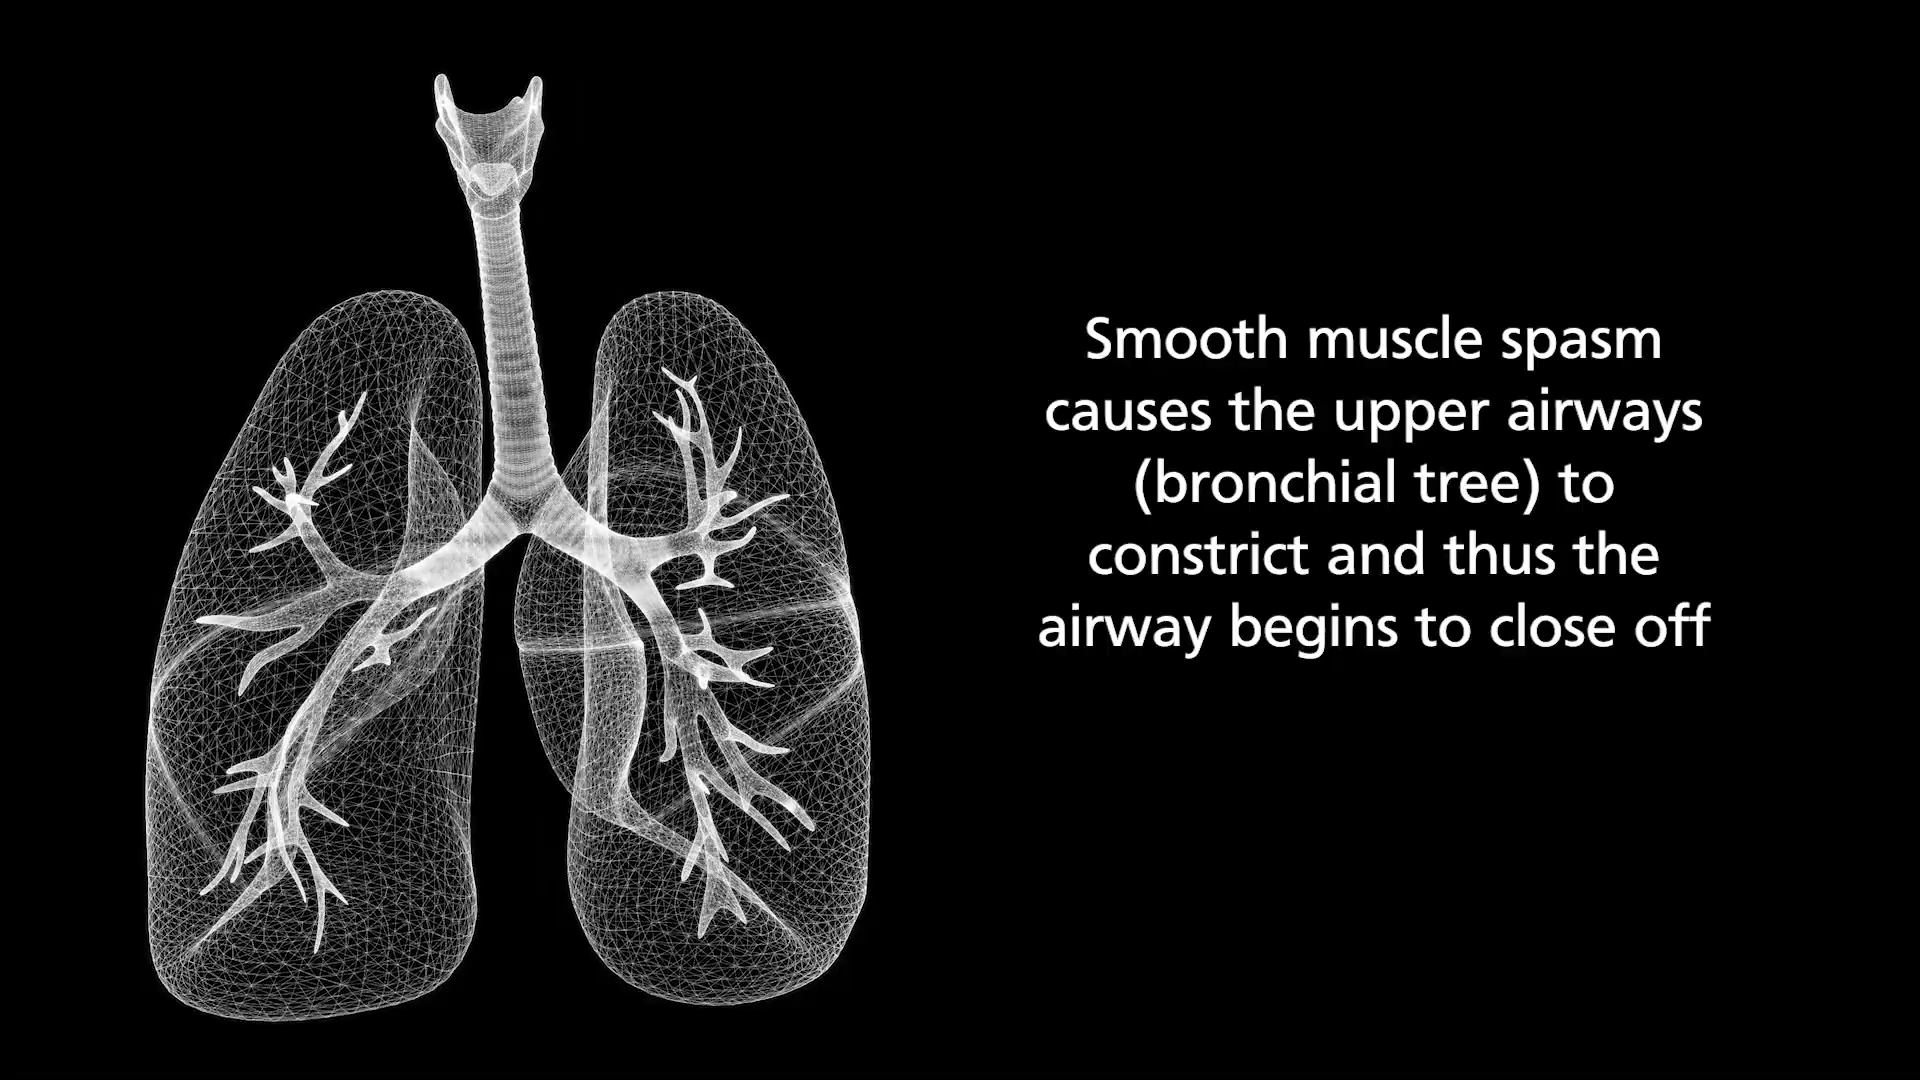 Smooth muscle spasm
causes the upper airways
(bronchial tree) to
constrict and thus the
airway begins to close off